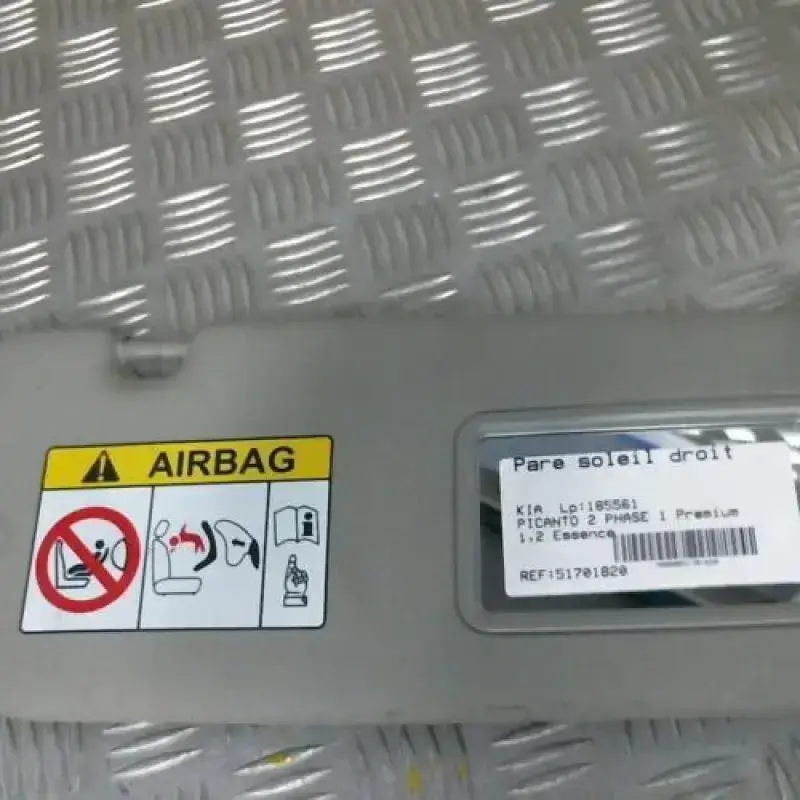 AIRBAG
Pare soleil droit
KIA Lp:185561
PICANTO 2 PHASE 1 Premium
1,2 Essence
REF:51701820